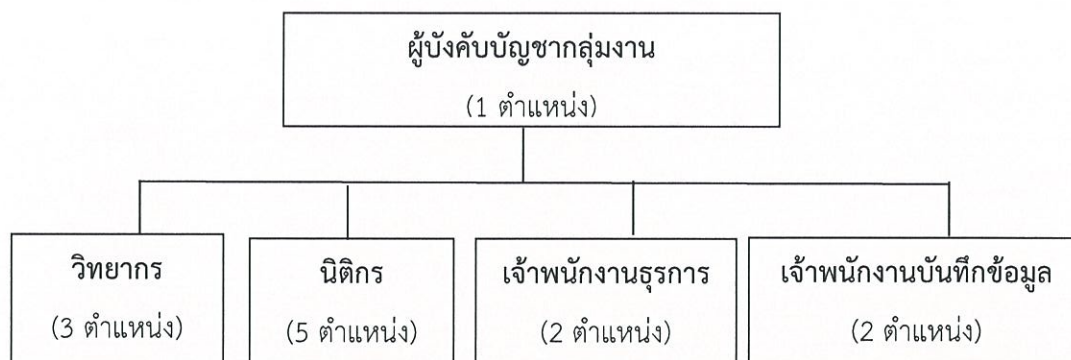 ผู้บังคับบัญชากลุ่มงาน
(1 ตำแหน่ง)
วิทยากร
(3 ตำแหน่ง)
นิติกร
(5 ตำแหน่ง)
เจ้าพนักงานธุรการ
(2 ตำแหน่ง)
เจ้าพนักงานบันทึกข้อมูล
(2 ตำแหน่ง)